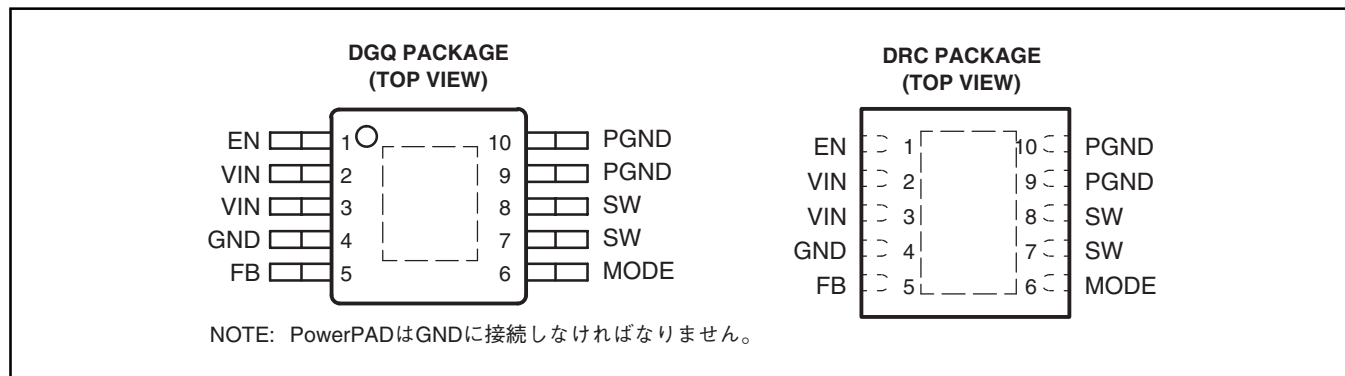 DGQ PACKAGE
(TOP VIEW)
EN 1 10 PGND
VIN 2 9 PGND
VIN 3 8 SW
GND 4 7 SW
FB 5 6 MODE
NOTE: PowerPADはGNDに接続しなければなりません。
DRC PACKAGE
(TOP VIEW)
EN 1 10 PGND
VIN 2 9 PGND
VIN 3 8 SW
GND 4 7 SW
FB 5 6 MODE